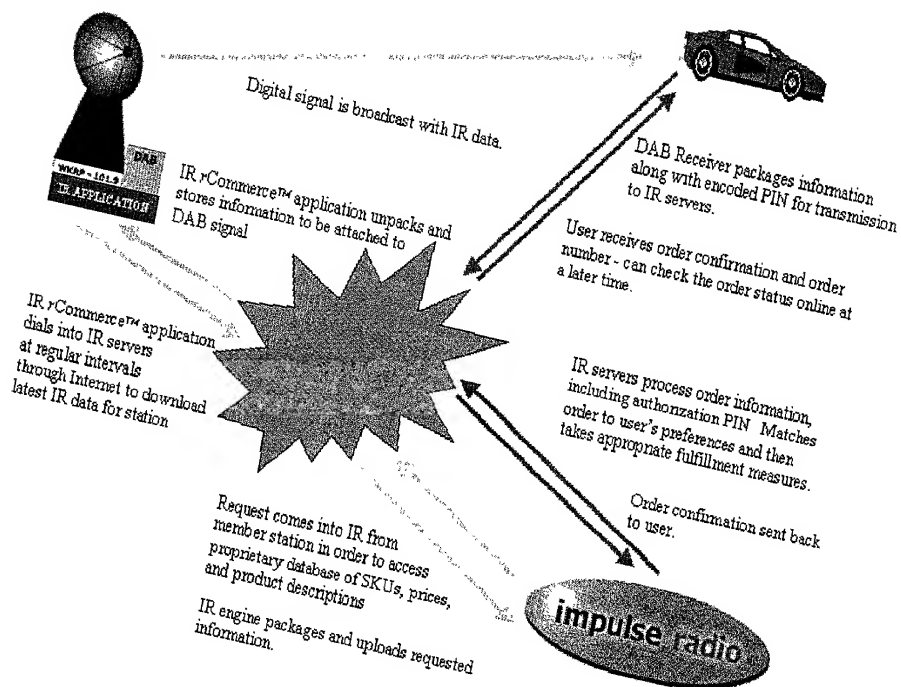 Digital signal is broadcast with IR data.
DAB
WKRP - 101.9
IR APPLICATION
IR rCommerce™ application unpacks and
stores information to be attached to
DAB signal
DAB Receiver packages information
along with encoded PIN for transmission
to IR servers.
User receives order confirmation and order
number - can check the order status online at
a later time.
IR rCommerce™ application
dials into IR servers
at regular intervals
through Internet to download
latest IR data for station
IR servers process order information,
including authorization PIN Matches
order to user's preferences and then
takes appropriate fulfillment measures.
Order confirmation sent back
to user.
Request comes into IR from
member station in order to access
proprietary database of SKUs, prices,
and product descriptions
IR engine packages and uploads requested
information.
impulse radio